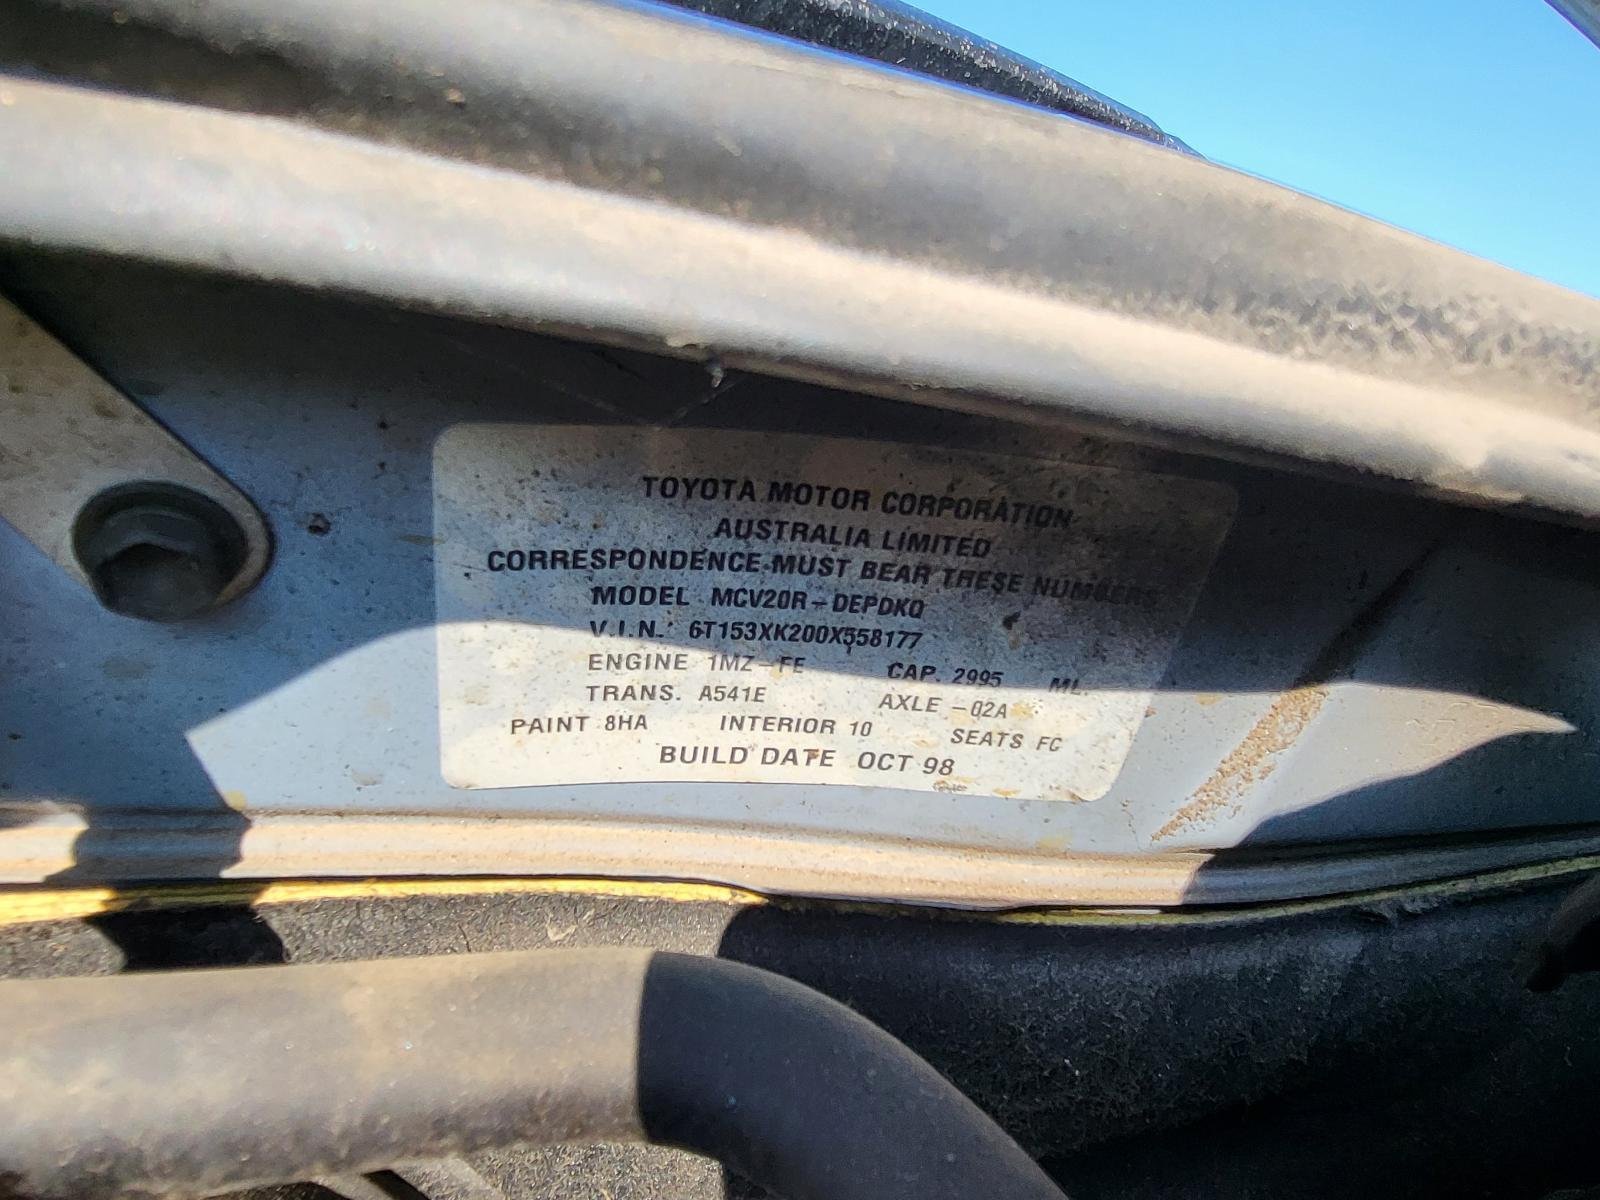 TOYOTA MOTOR CORPORATION
AUSTRALIA LIMITED
CORRESPONDENCE MUST BEAR THESE NUMBERS
MODEL MCV20R-DEPDKQ
V.I.N. 6T153XK200X558177
ENGINE 1MZ-FE CAP. 2995 ML.
TRANS. A541E AXLE -02A
PAINT 8HA INTERIOR 10 SEATS FC
BUILD DATE OCT 98